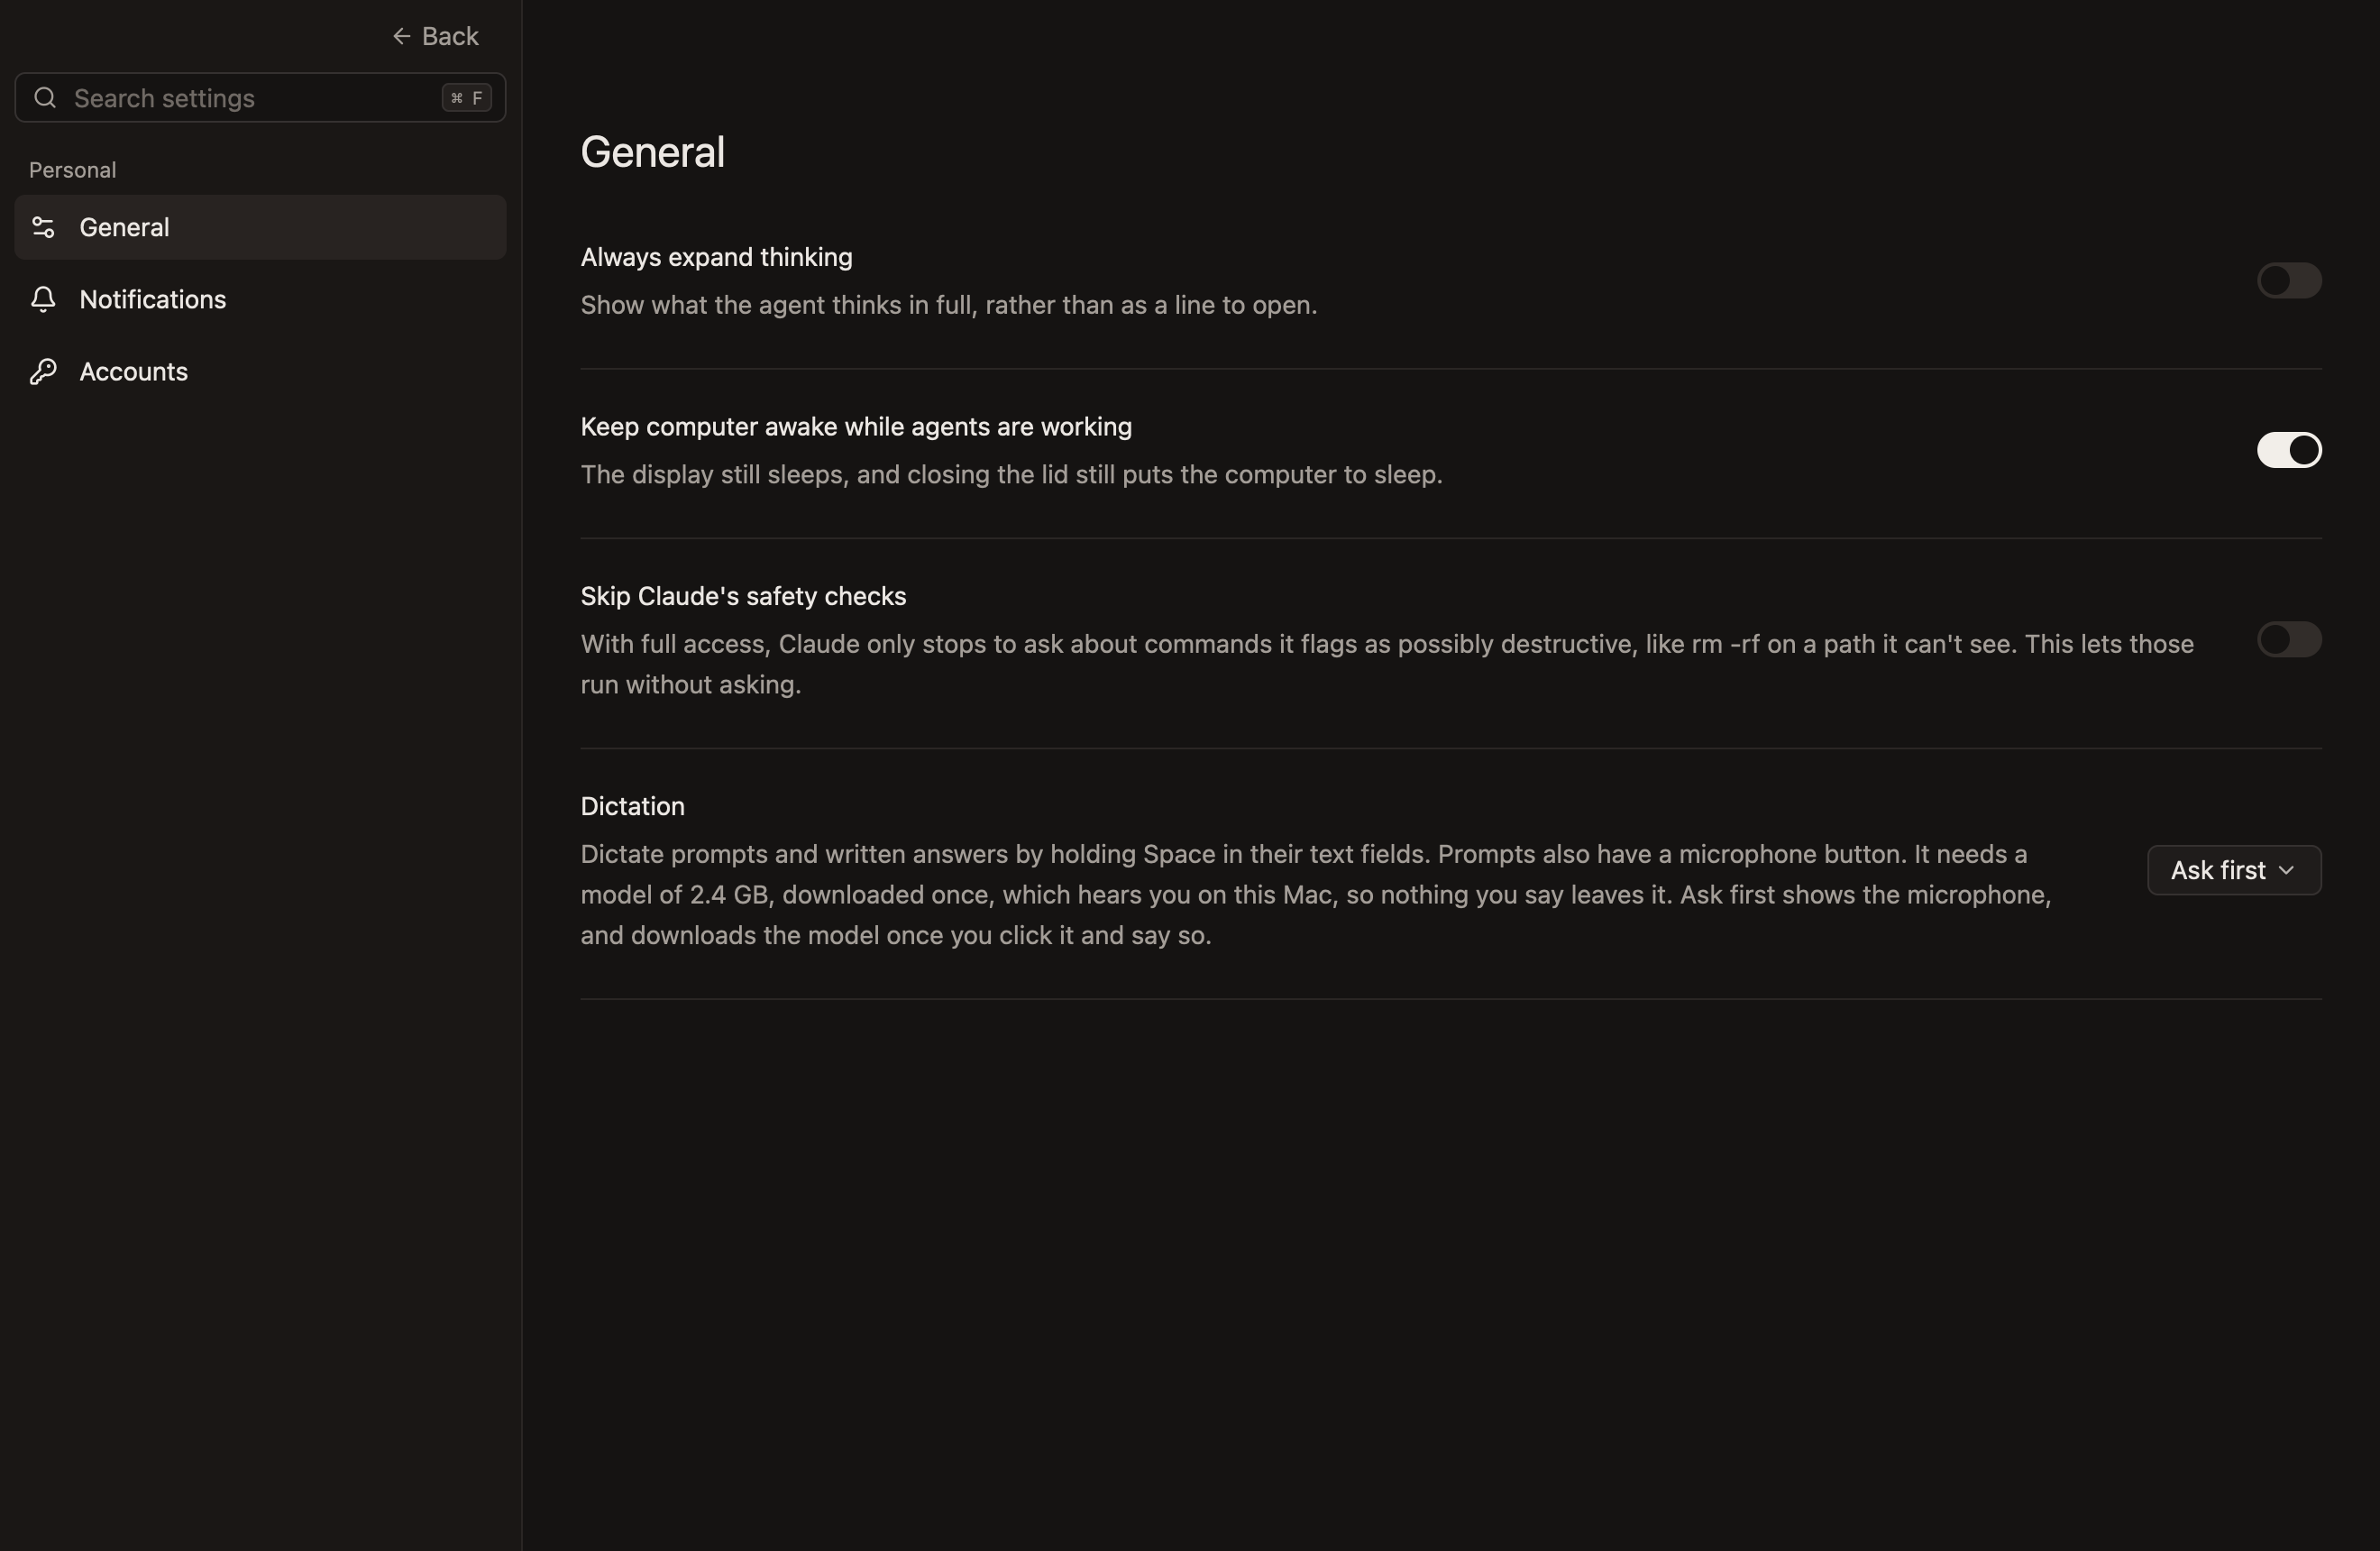 Back
Search settings
⌘ F
Personal
General
Notifications
Accounts
General
Always expand thinking
Show what the agent thinks in full, rather than as a line to open.
Keep computer awake while agents are working
The display still sleeps, and closing the lid still puts the computer to sleep.
Skip Claude's safety checks
With full access, Claude only stops to ask about commands it flags as possibly destructive, like rm -rf on a path it can't see. This lets those
run without asking.
Dictation
Dictate prompts and written answers by holding Space in their text fields. Prompts also have a microphone button. It needs a
model of 2.4 GB, downloaded once, which hears you on this Mac, so nothing you say leaves it. Ask first shows the microphone,
and downloads the model once you click it and say so.
Ask first